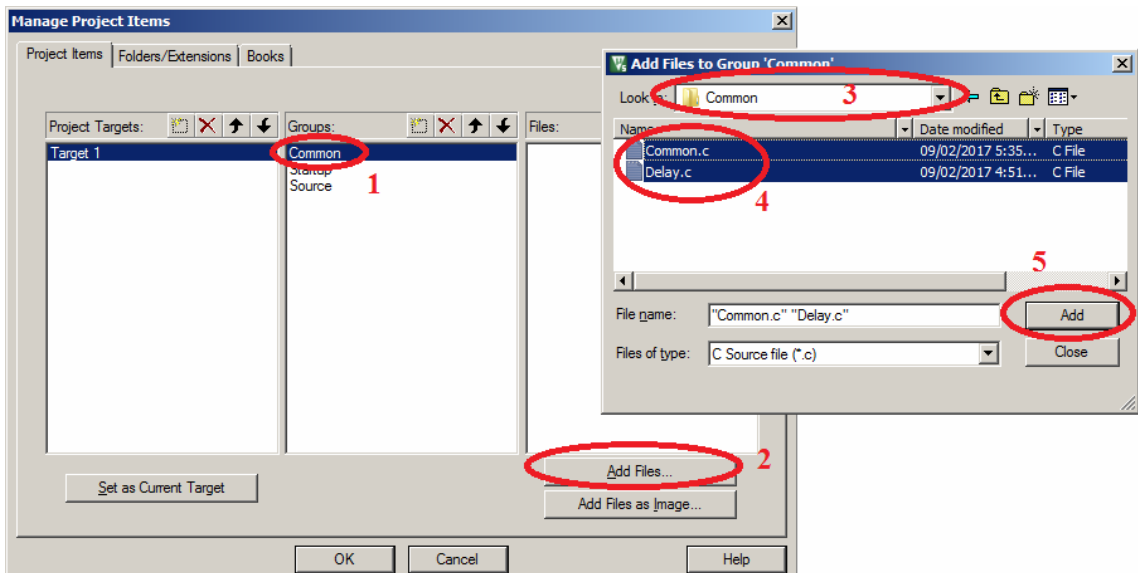 Manage Project Items
Project Items Folders/Extensions Books
Project Targets: Groups: Files:
Target 1
Common
Startup
Source
1
Add Files...
2
Set as Current Target
Add Files as Image...
OK Cancel Help
Add Files to Group 'Common'
Look in: Common
3
Name Date modified Type
Common.c 09/02/2017 5:35... C File
Delay.c 09/02/2017 4:51... C File
4
5
File name: "Common.c" "Delay.c" Add
Files of type: C Source file (*.c) Close